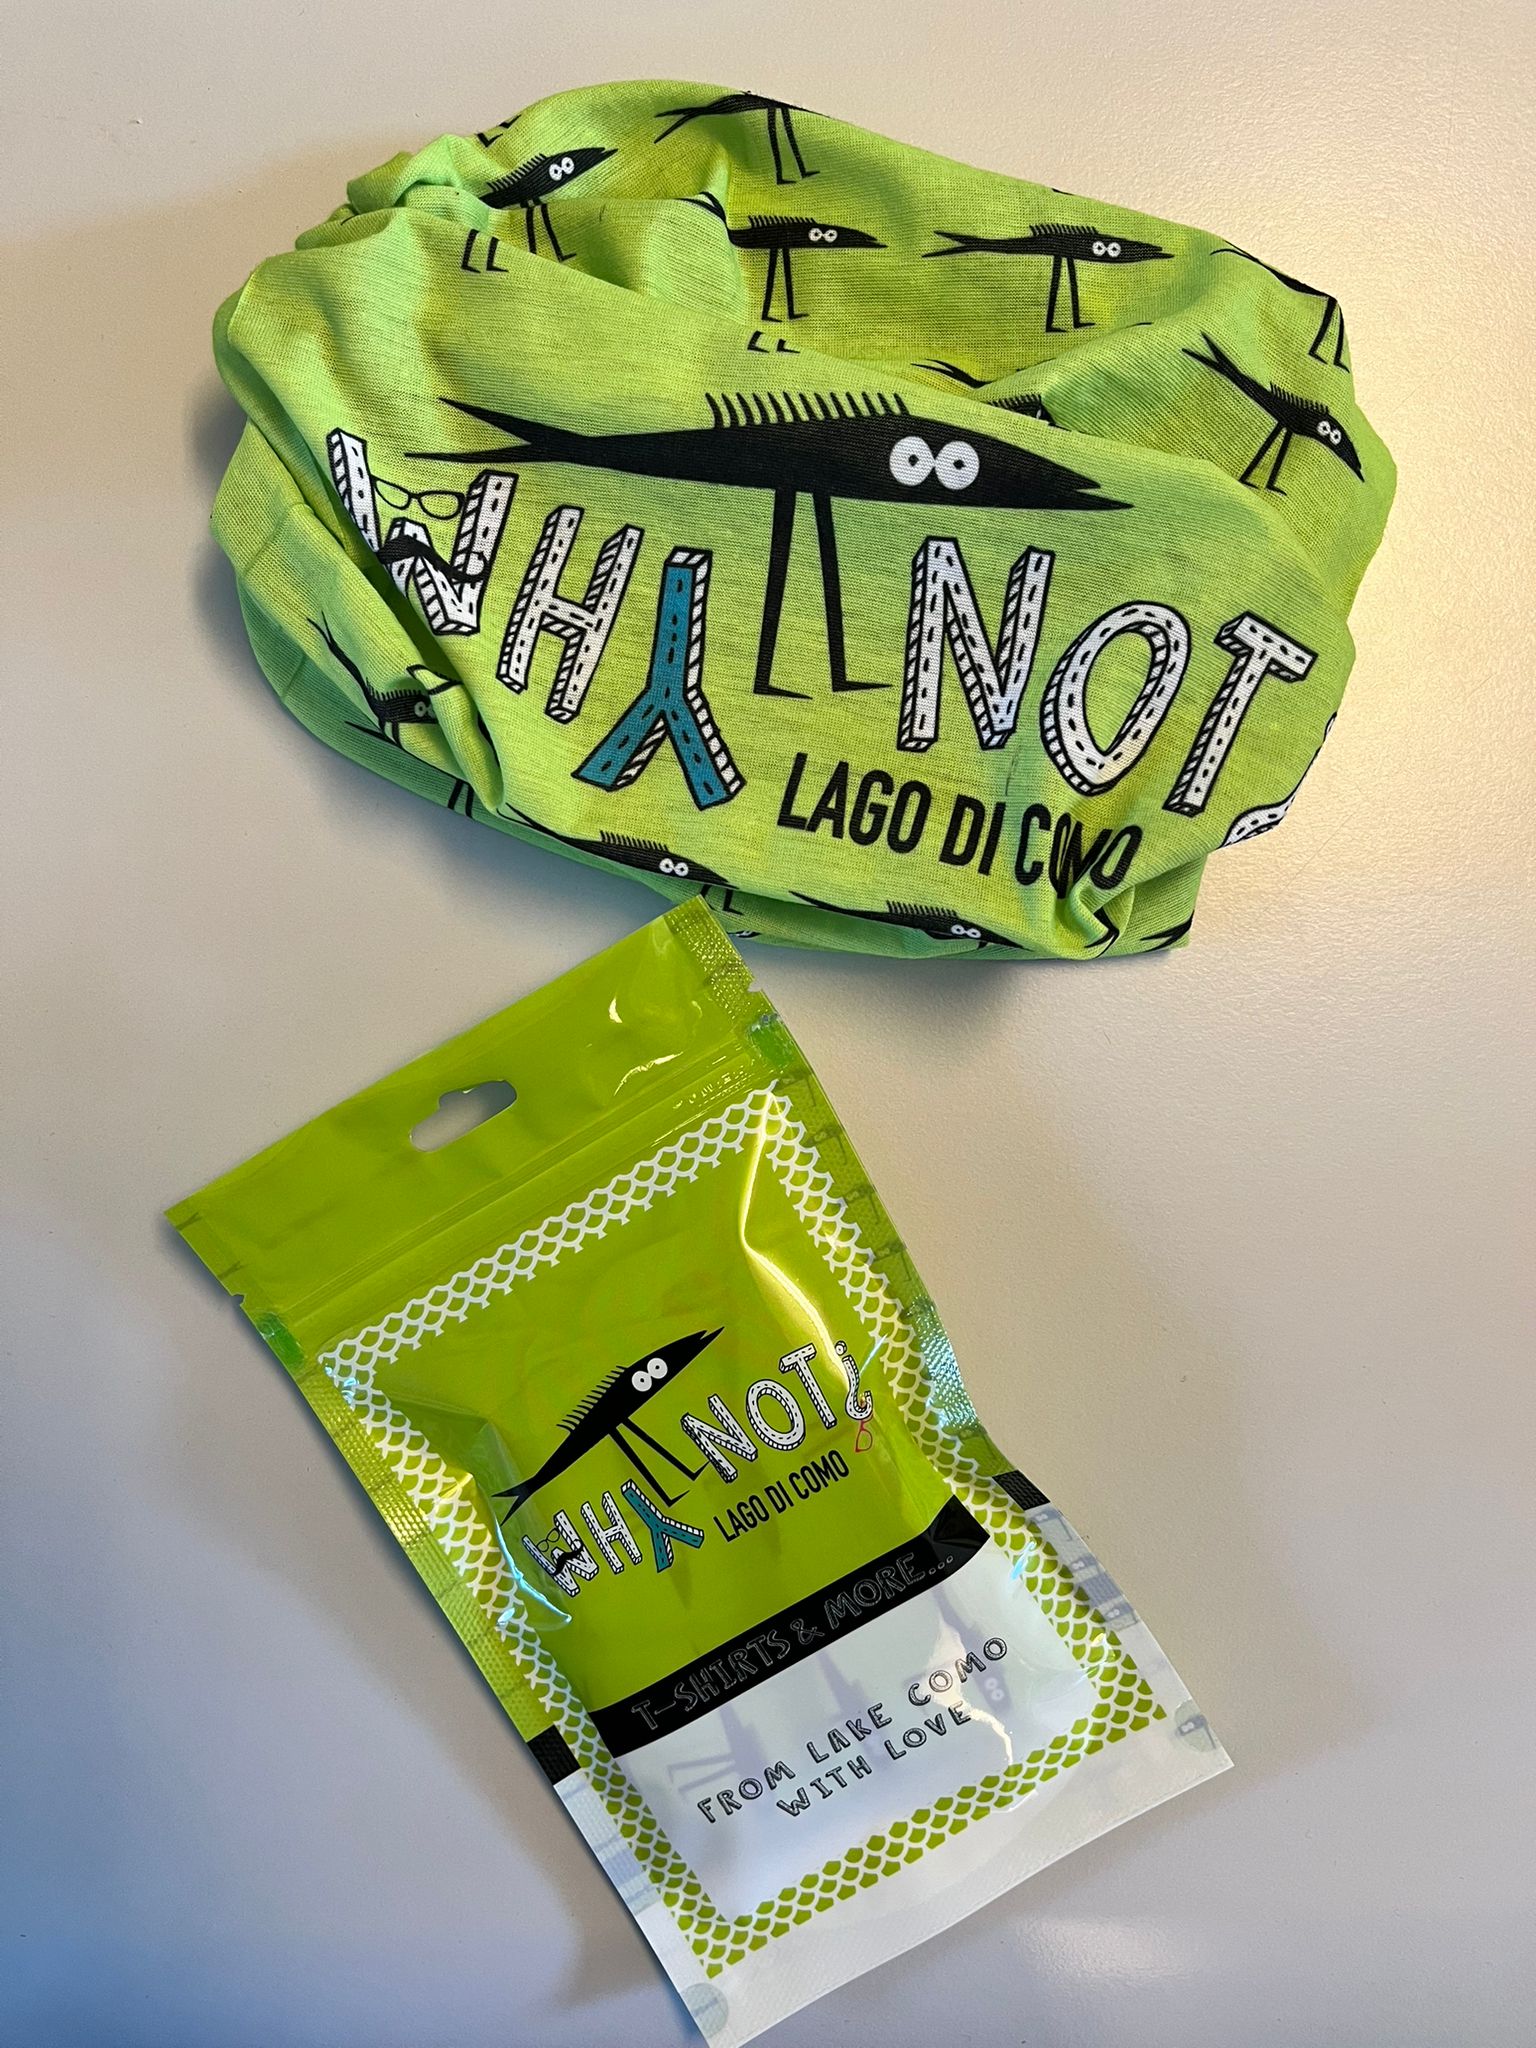 WHY NOT
LAGO DI COMO
WHY NOT¿
LAGO DI COMO
T-SHIRTS & MORE...
FROM LAKE COMO
WITH LOVE